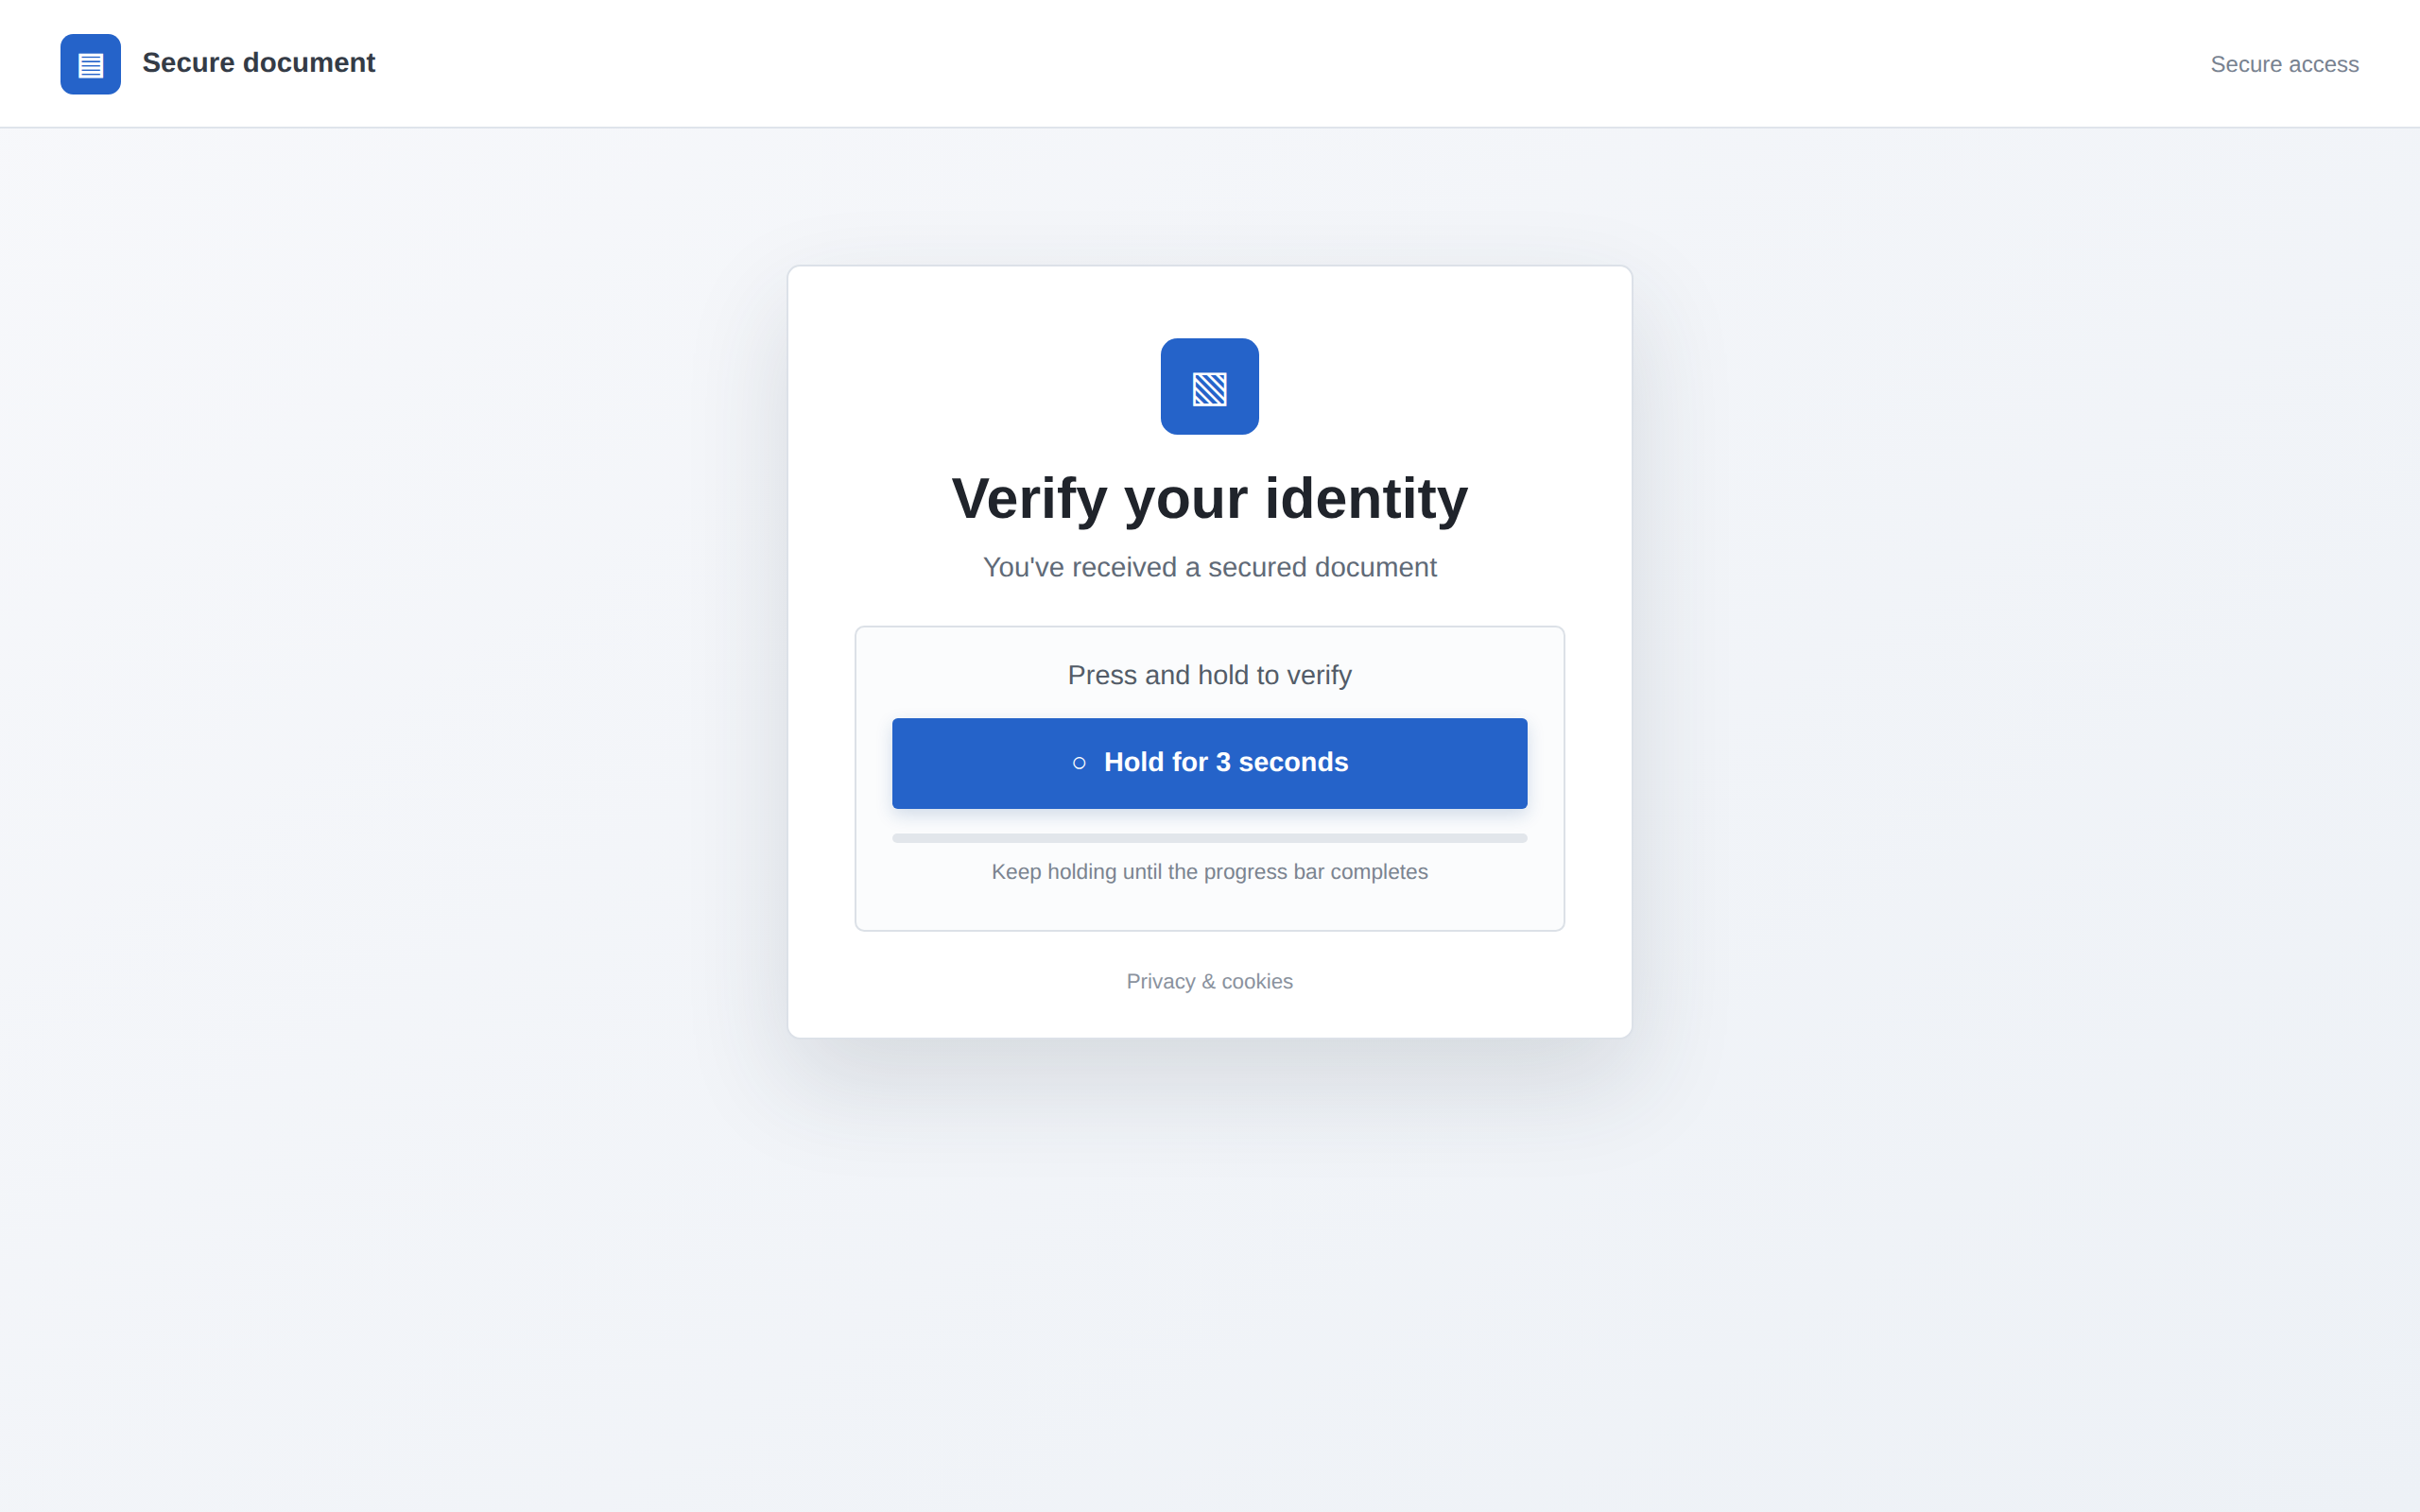 Secure document
Secure access
Verify your identity
You've received a secured document
Press and hold to verify
○ Hold for 3 seconds
Keep holding until the progress bar completes
Privacy & cookies